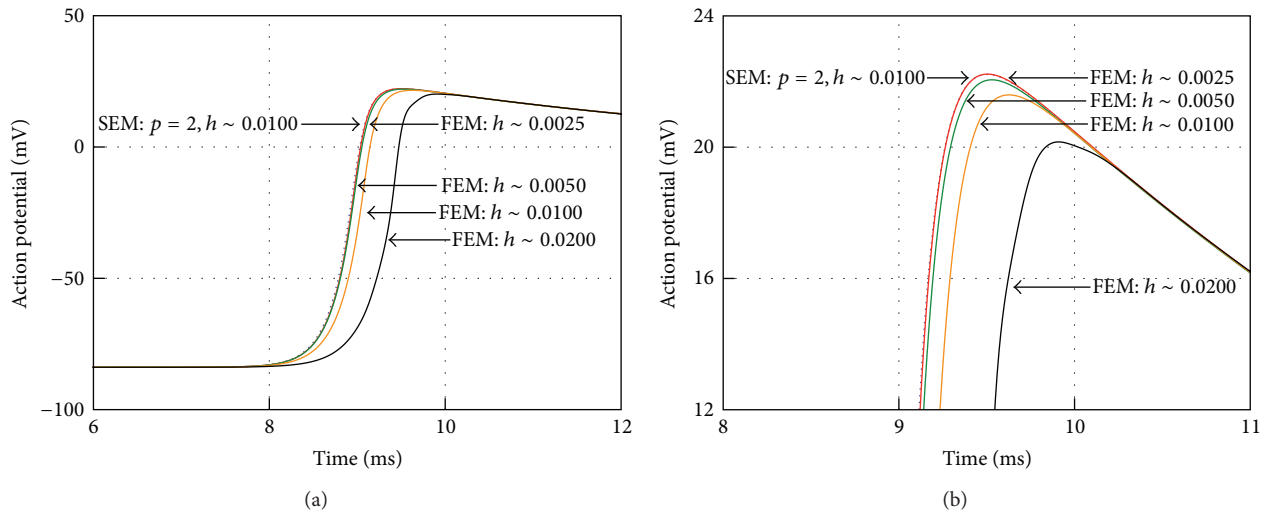 50
0
−50
−100
Action potential (mV)
SEM: p = 2, h ∼ 0.0100
FEM: h ∼ 0.0025
FEM: h ∼ 0.0050
FEM: h ∼ 0.0100
FEM: h ∼ 0.0200
6
8
10
12
Time (ms)
(a)
24
20
16
12
Action potential (mV)
SEM: p = 2, h ∼ 0.0100
FEM: h ∼ 0.0025
FEM: h ∼ 0.0050
FEM: h ∼ 0.0100
FEM: h ∼ 0.0200
8
9
10
11
Time (ms)
(b)